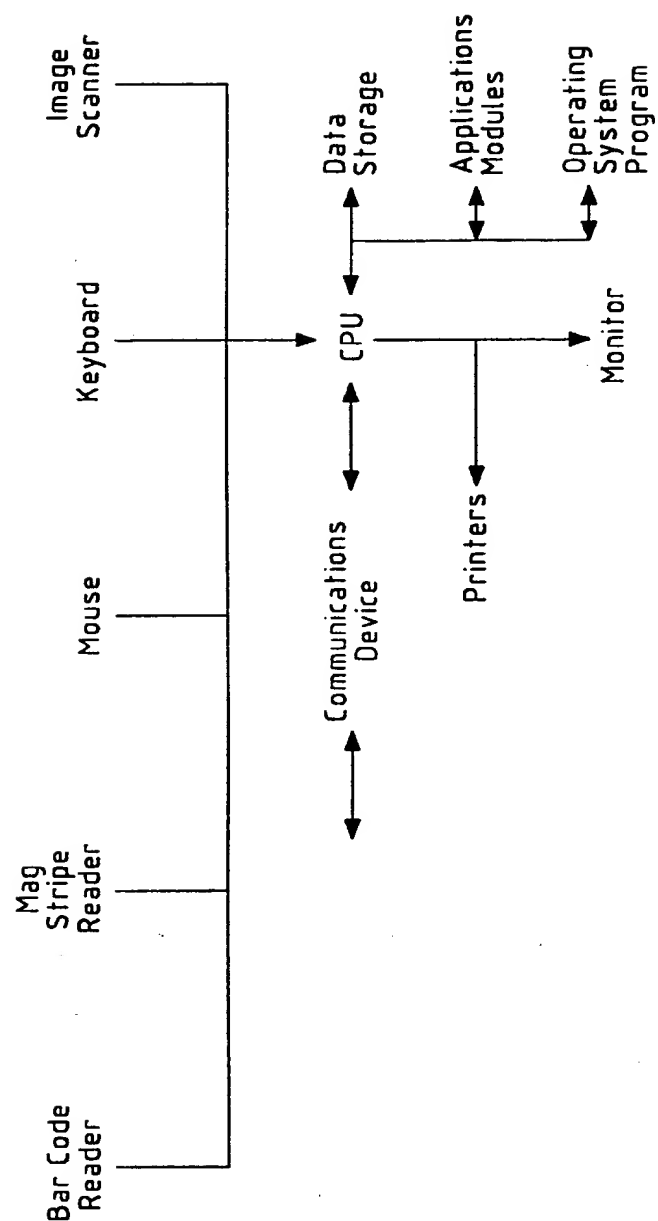 Bar Code
Reader
Mag
Stripe
Reader
Mouse
Keyboard
Image
Scanner
Communications
Device
CPU
Data
Storage
Printers
Applications
Modules
Monitor
Operating
System
Program